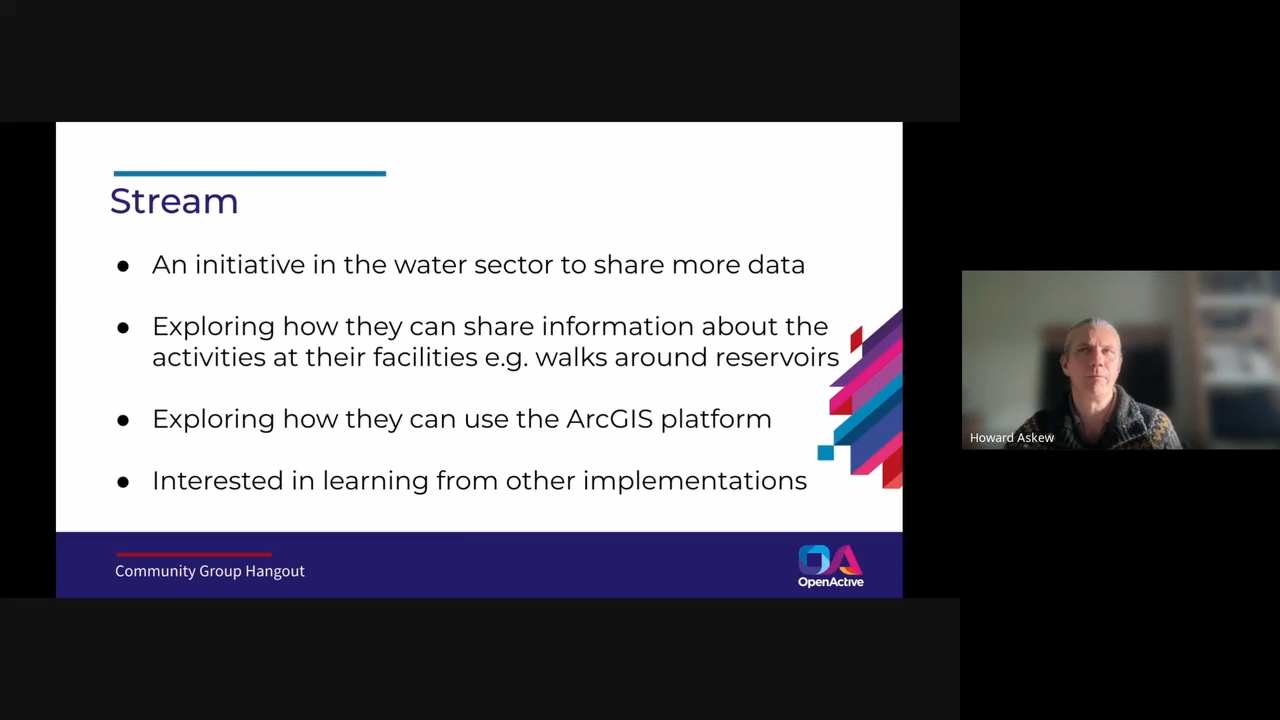 Stream
● An initiative in the water sector to share more data
● Exploring how they can share information about the
activities at their facilities e.g. walks around reservoirs
● Exploring how they can use the ArcGIS platform
● Interested in learning from other implementations
Community Group Hangout
OA
OpenActive
Howard Askew